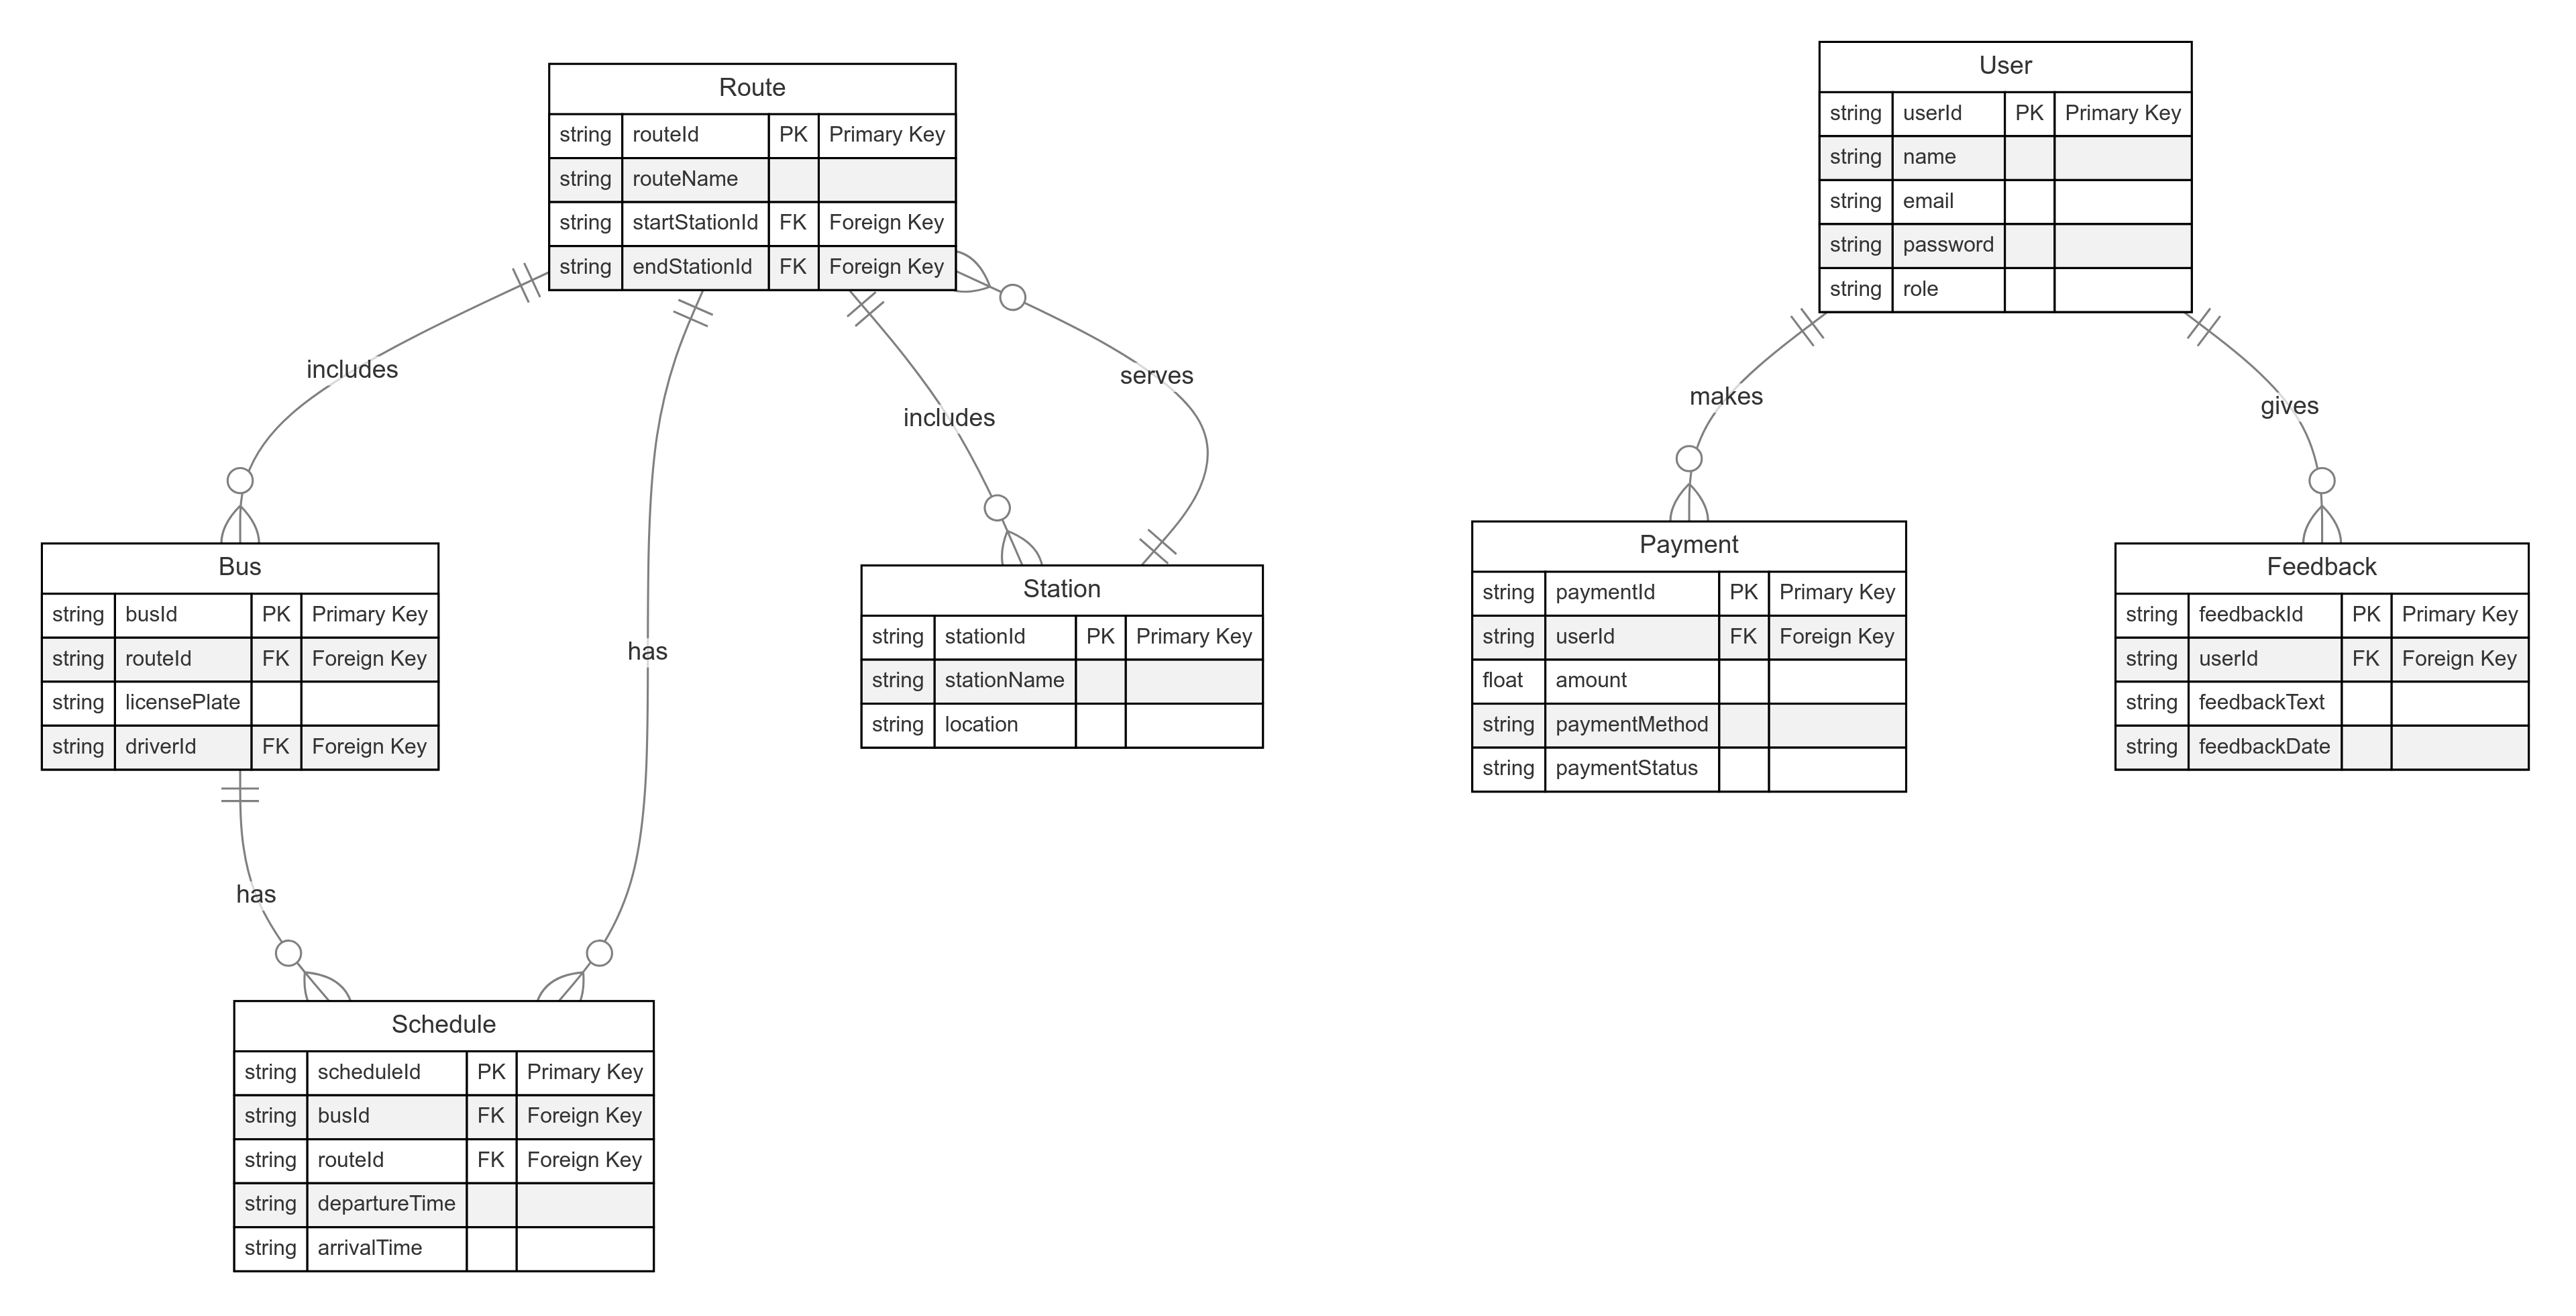 Route
string routeId PK Primary Key
string routeName
string startStationId FK Foreign Key
string endStationId FK Foreign Key
User
string userId PK Primary Key
string name
string email
string password
string role
includes
has
includes
serves
makes
gives
Bus
string busId PK Primary Key
string routeId FK Foreign Key
string licensePlate
string driverId FK Foreign Key
Station
string stationId PK Primary Key
string stationName
string location
Payment
string paymentId PK Primary Key
string userId FK Foreign Key
float amount
string paymentMethod
string paymentStatus
Feedback
string feedbackId PK Primary Key
string userId FK Foreign Key
string feedbackText
string feedbackDate
has
Schedule
string scheduleId PK Primary Key
string busId FK Foreign Key
string routeId FK Foreign Key
string departureTime
string arrivalTime